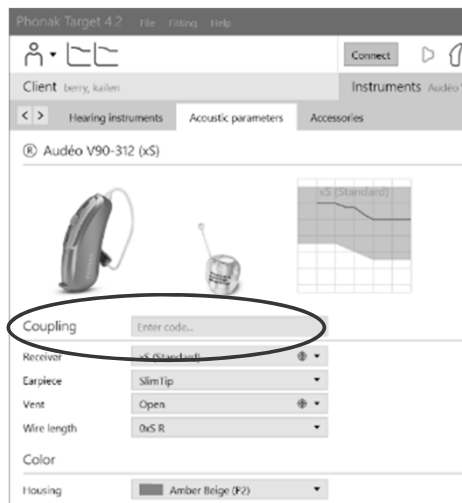 Phonak Target 4.2 File Fitting Help
Connect
Client berry, kailen Instruments Audéo V
< > Hearing instruments Acoustic parameters Accessories
® Audéo V90-312 (xS)
xS (Standard)
Coupling Enter code...
Receiver xS (Standard)
Earpiece SlimTip
Vent Open
Wire length 0xS R
Color
Housing Amber Beige (P2)